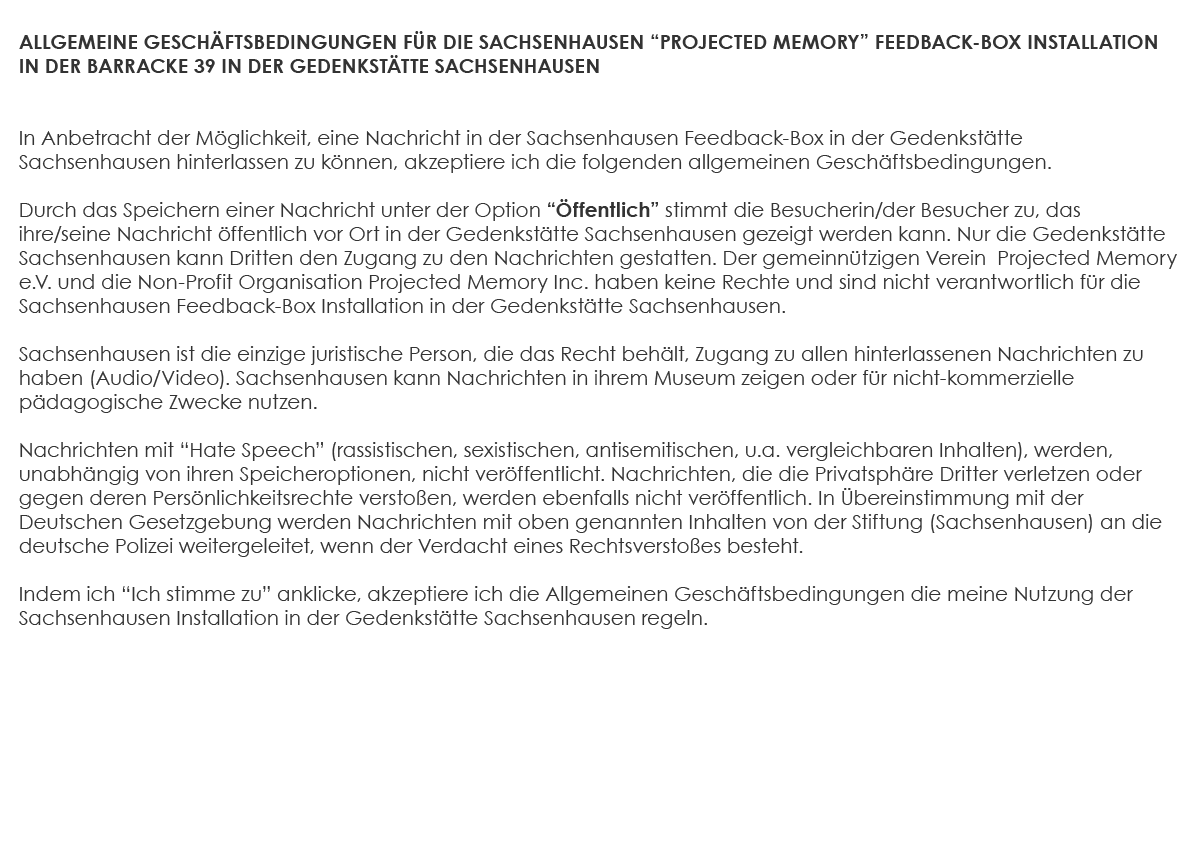 ALLGEMEINE GESCHÄFTSBEDINGUNGEN FÜR DIE SACHSENHAUSEN “PROJECTED MEMORY” FEEDBACK-BOX INSTALLATION
IN DER BARRACKE 39 IN DER GEDENKSTÄTTE SACHSENHAUSEN
In Anbetracht der Möglichkeit, eine Nachricht in der Sachsenhausen Feedback-Box in der Gedenkstätte
Sachsenhausen hinterlassen zu können, akzeptiere ich die folgenden allgemeinen Geschäftsbedingungen.
Durch das Speichern einer Nachricht unter der Option “Öffentlich” stimmt die Besucherin/der Besucher zu, das
ihre/seine Nachricht öffentlich vor Ort in der Gedenkstätte Sachsenhausen gezeigt werden kann. Nur die Gedenkstätte
Sachsenhausen kann Dritten den Zugang zu den Nachrichten gestatten. Der gemeinnützigen Verein  Projected Memory
e.V. und die Non-Profit Organisation Projected Memory Inc. haben keine Rechte und sind nicht verantwortlich für die
Sachsenhausen Feedback-Box Installation in der Gedenkstätte Sachsenhausen.
Sachsenhausen ist die einzige juristische Person, die das Recht behält, Zugang zu allen hinterlassenen Nachrichten zu
haben (Audio/Video). Sachsenhausen kann Nachrichten in ihrem Museum zeigen oder für nicht-kommerzielle
pädagogische Zwecke nutzen.
Nachrichten mit “Hate Speech” (rassistischen, sexistischen, antisemitischen, u.a. vergleichbaren Inhalten), werden,
unabhängig von ihren Speicheroptionen, nicht veröffentlicht. Nachrichten, die die Privatsphäre Dritter verletzen oder
gegen deren Persönlichkeitsrechte verstoßen, werden ebenfalls nicht veröffentlich. In Übereinstimmung mit der
Deutschen Gesetzgebung werden Nachrichten mit oben genannten Inhalten von der Stiftung (Sachsenhausen) an die
deutsche Polizei weitergeleitet, wenn der Verdacht eines Rechtsverstoßes besteht.
Indem ich “Ich stimme zu” anklicke, akzeptiere ich die Allgemeinen Geschäftsbedingungen die meine Nutzung der
Sachsenhausen Installation in der Gedenkstätte Sachsenhausen regeln.